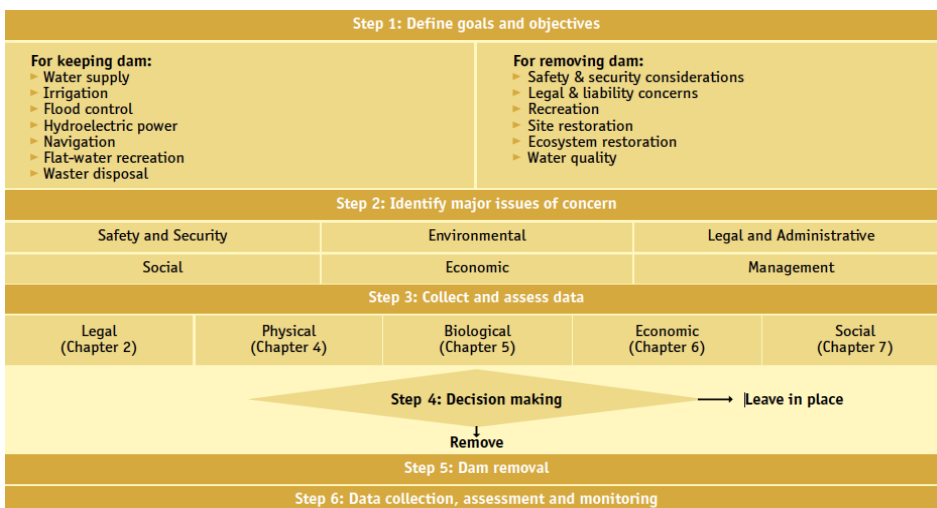 Step 1: Define goals and objectives
For keeping dam:
► Water supply
► Irrigation
► Flood control
► Hydroelectric power
► Navigation
► Flat-water recreation
► Waster disposal
For removing dam:
► Safety & security considerations
► Legal & liability concerns
► Recreation
► Site restoration
► Ecosystem restoration
► Water quality
Step 2: Identify major issues of concern
Safety and Security
Environmental
Legal and Administrative
Social
Economic
Management
Step 3: Collect and assess data
Legal
(Chapter 2)
Physical
(Chapter 4)
Biological
(Chapter 5)
Economic
(Chapter 6)
Social
(Chapter 7)
Step 4: Decision making
Leave in place
Remove
Step 5: Dam removal
Step 6: Data collection, assessment and monitoring